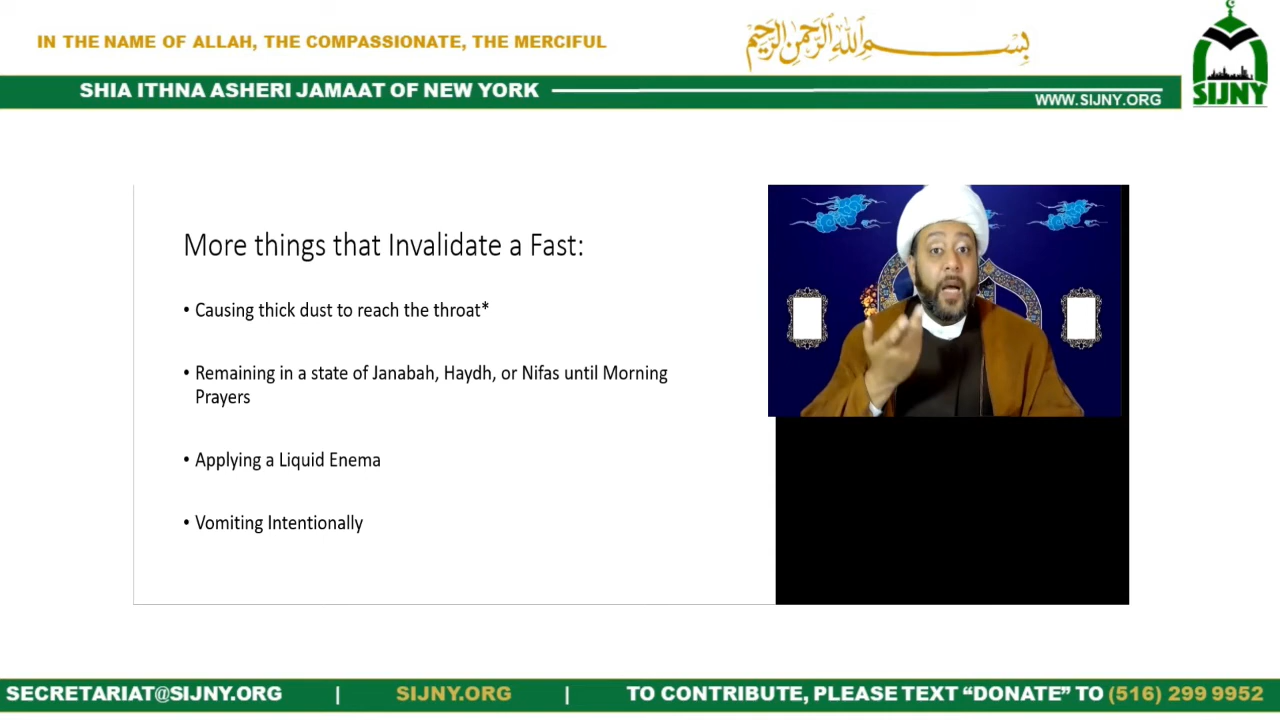 IN THE NAME OF ALLAH, THE COMPASSIONATE, THE MERCIFUL
بسم الله الرحمن الرحيم
SHIA ITHNA ASHERI JAMAAT OF NEW YORK
WWW.SIJNY.ORG
SIJNY
More things that Invalidate a Fast:
• Causing thick dust to reach the throat*
• Remaining in a state of Janabah, Haydh, or Nifas until Morning
Prayers
• Applying a Liquid Enema
• Vomiting Intentionally
SECRETARIAT@SIJNY.ORG | SIJNY.ORG | TO CONTRIBUTE, PLEASE TEXT “DONATE” TO (516) 299 9952